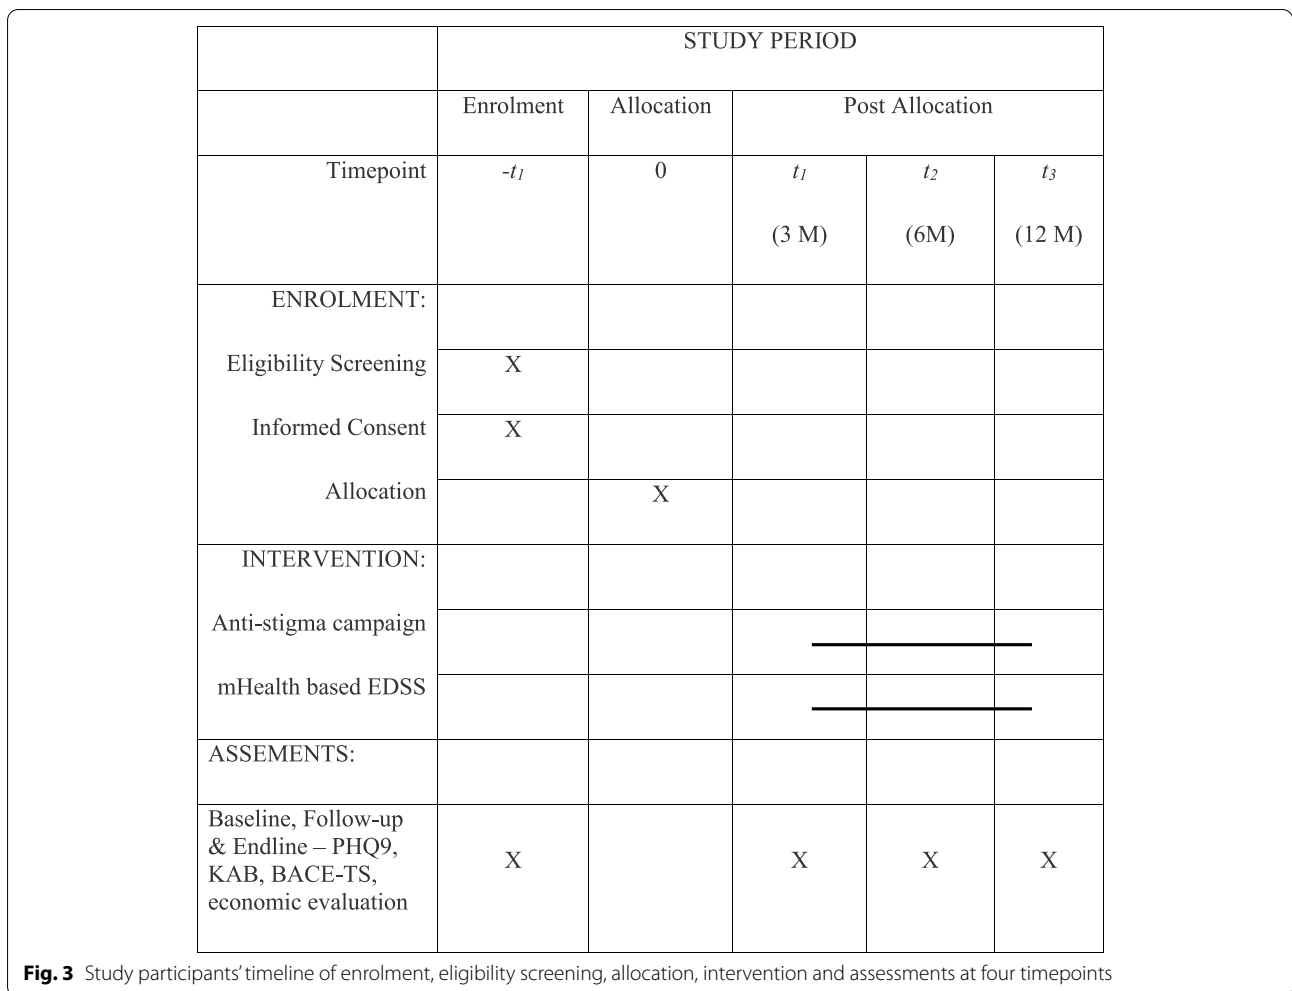 STUDY PERIOD
Enrolment Allocation Post Allocation
Timepoint -t1 0 t1 t2 t3
(3 M) (6M) (12 M)
ENROLMENT:
Eligibility Screening X
Informed Consent X
Allocation X
INTERVENTION:
Anti-stigma campaign
mHealth based EDSS
ASSEMENTS:
Baseline, Follow-up
& Endline – PHQ9,
KAB, BACE-TS,
economic evaluation
X X X X
Fig. 3 Study participants' timeline of enrolment, eligibility screening, allocation, intervention and assessments at four timepoints